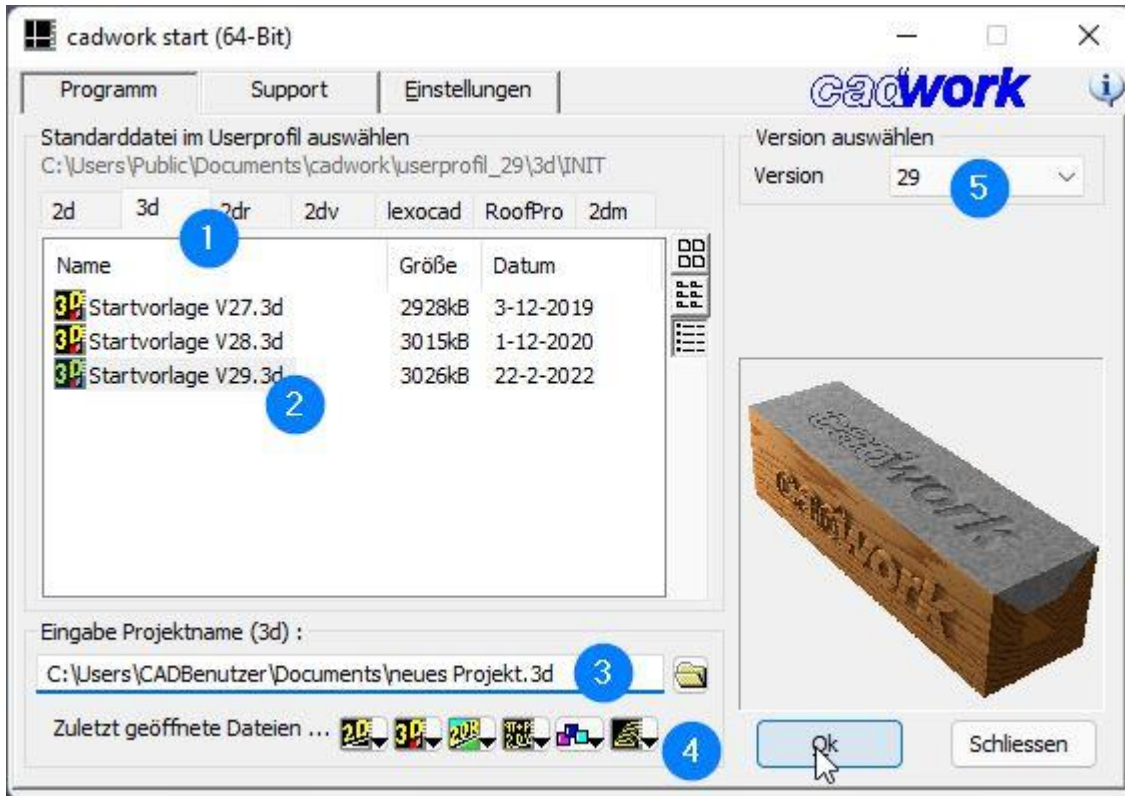 cadwork start (64-Bit)
Programm Support Einstellungen
cadwork
Standarddatei im Userprofil auswählen
C:\Users\Public\Documents\cadwork\userprofil_29\3d\INIT
2d 3d 2dr 2dv lexocad RoofPro 2dm
1
Name Größe Datum
Startvorlage V27.3d 2928kB 3-12-2019
Startvorlage V28.3d 3015kB 1-12-2020
Startvorlage V29.3d 3026kB 22-2-2022
2
Version auswählen
Version 29
5
cadwork
cadwork
Eingabe Projektname (3d) :
C:\Users\CADBenutzer\Documents\neues Projekt.3d
3
Zuletzt geöffnete Dateien ...
4
Ok Schliessen